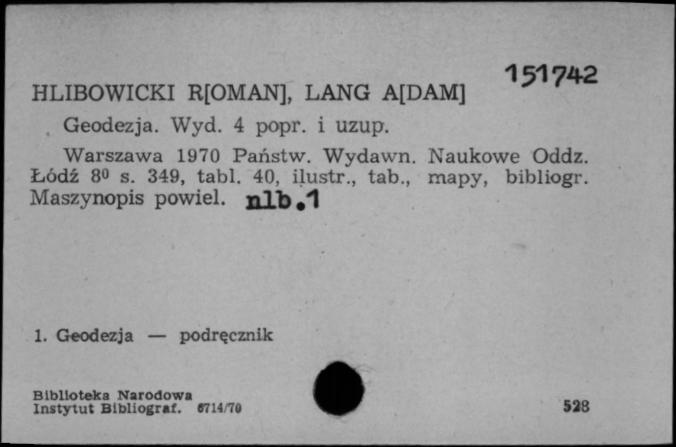 151742
HLIBOWICKI R[OMAN], LANG A[DAM]
Geodezja. Wyd. 4 popr. i uzup.
Warszawa 1970 Państw. Wydawn. Naukowe Oddz.
Łódź 8⁰ s. 349, tabl. 40, ilustr., tab., mapy, bibliogr.
Maszynopis powiel. nlb.1
1. Geodezja — podręcznik
Biblioteka Narodowa
Instytut Bibliograf. 6714/70
528